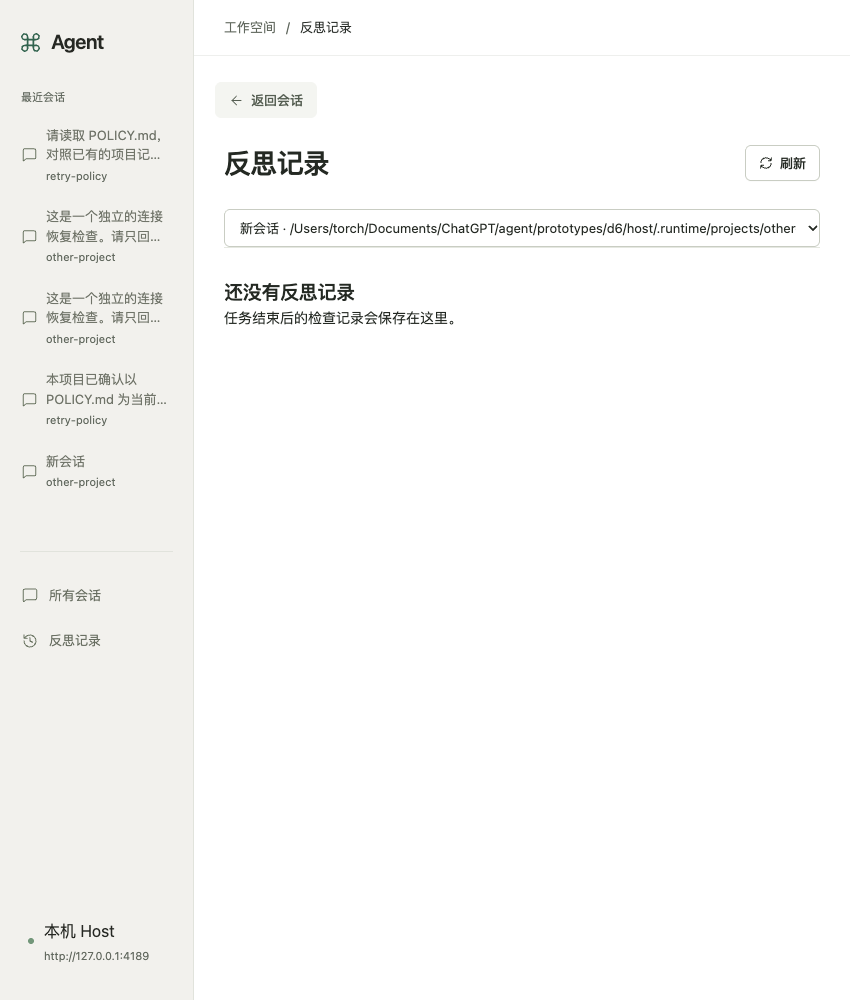 Agent
最近会话
请读取 POLICY.md,
对照已有的项目记...
retry-policy
这是一个独立的连接
恢复检查。请只回...
other-project
这是一个独立的连接
恢复检查。请只回...
other-project
本项目已确认以
POLICY.md 为当前...
retry-policy
新会话
other-project
所有会话
反思记录
本机 Host
http://127.0.0.1:4189
工作空间 / 反思记录
返回会话
反思记录
刷新
新会话 · /Users/torch/Documents/ChatGPT/agent/prototypes/d6/host/.runtime/projects/other
还没有反思记录
任务结束后的检查记录会保存在这里。